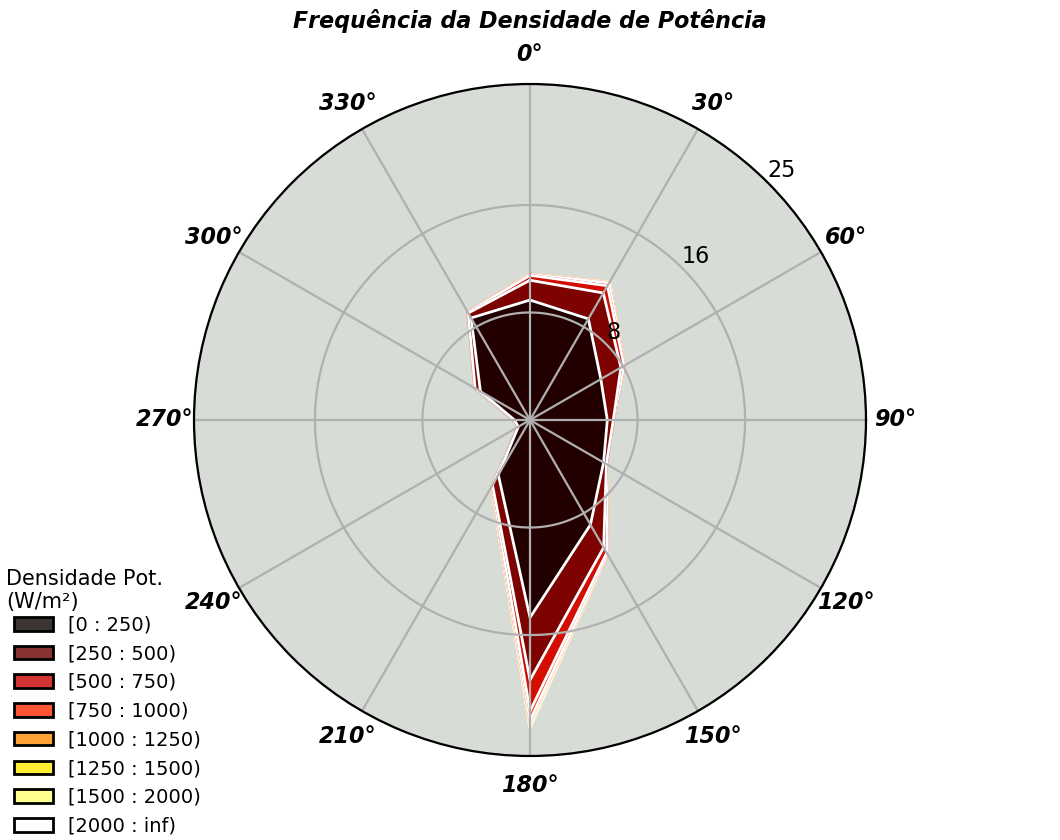 Frequência da Densidade de Potência
0°
330°
30°
25
300°
60°
16
8
270°
90°
240°
120°
210°
150°
180°
Densidade Pot.
(W/m²)
[0 : 250)
[250 : 500)
[500 : 750)
[750 : 1000)
[1000 : 1250)
[1250 : 1500)
[1500 : 2000)
[2000 : inf)